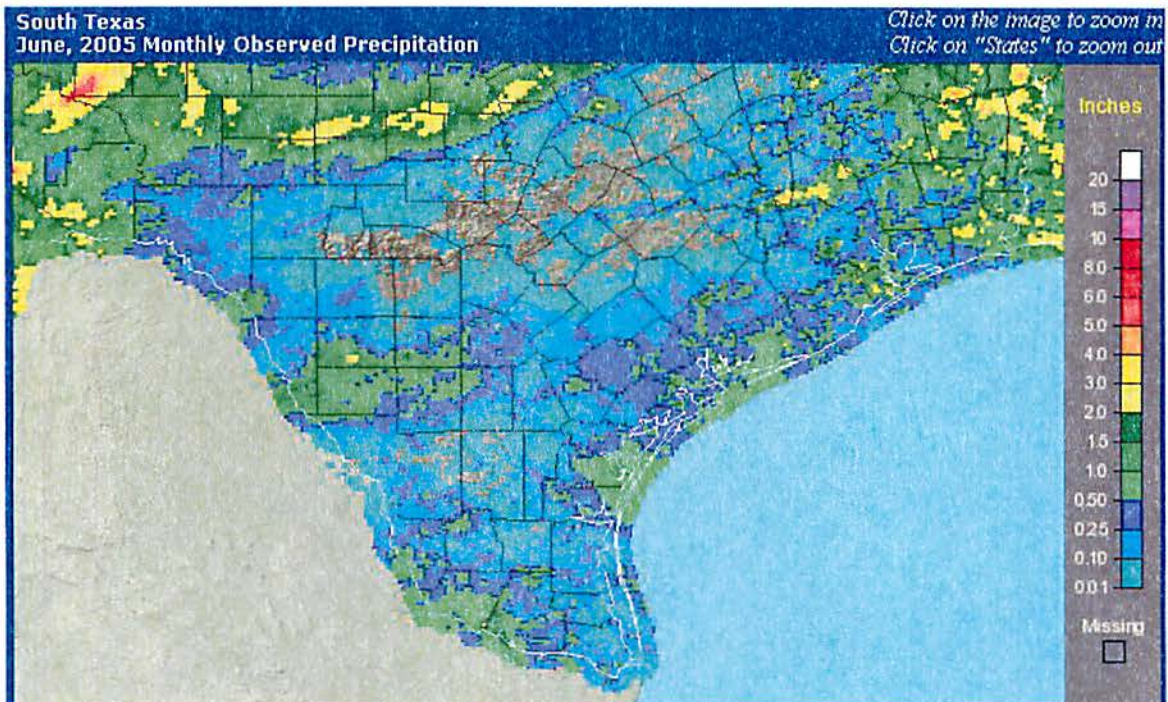 South Texas
June, 2005 Monthly Observed Precipitation
Click on the image to zoom in
Click on "States" to zoom out
Inches
20
15
10
8.0
6.0
5.0
4.0
3.0
2.0
1.5
1.0
0.50
0.25
0.10
0.01
Missing